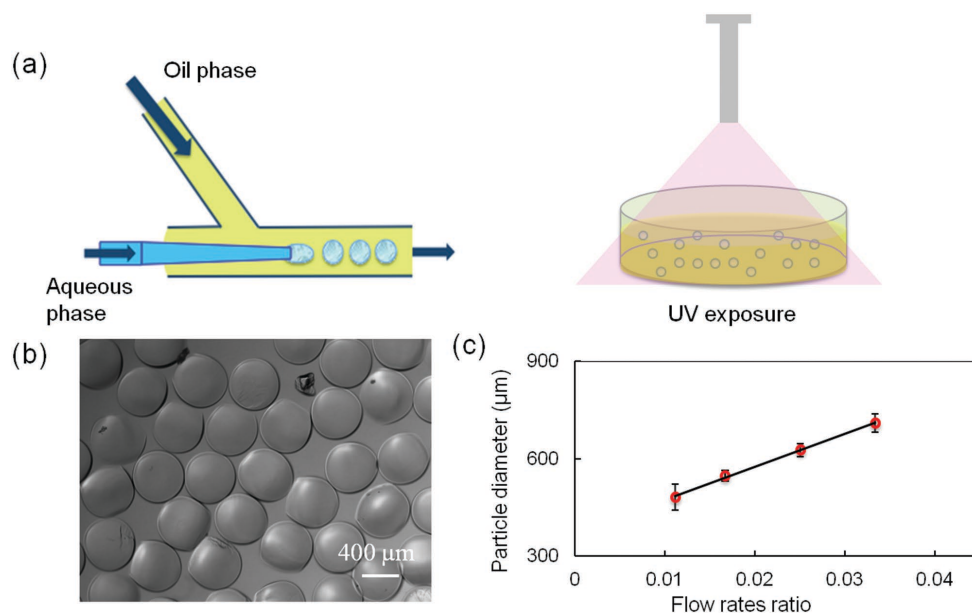 (a)
Oil phase
Aqueous
phase
UV exposure
(b)
400 μm
(c)
Particle diameter (μm)
900
600
300
0
0.01
0.02
0.03
0.04
Flow rates ratio